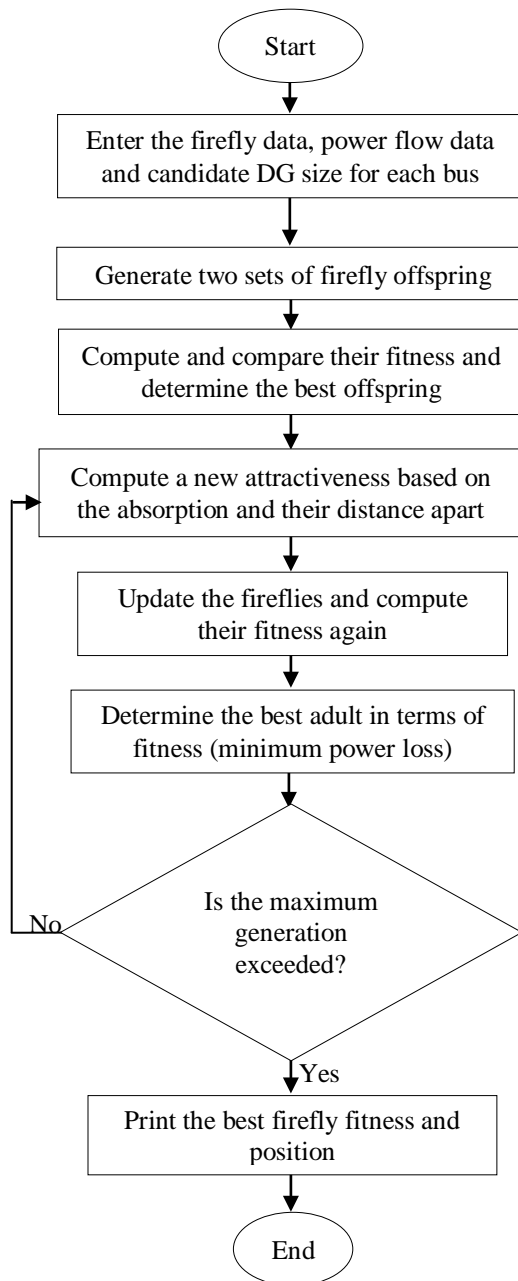 Start
Enter the firefly data, power flow data
and candidate DG size for each bus
Generate two sets of firefly offspring
Compute and compare their fitness and
determine the best offspring
Compute a new attractiveness based on
the absorption and their distance apart
Update the fireflies and compute
their fitness again
Determine the best adult in terms of
fitness (minimum power loss)
Is the maximum
generation
exceeded?
No
Yes
Print the best firefly fitness and
position
End